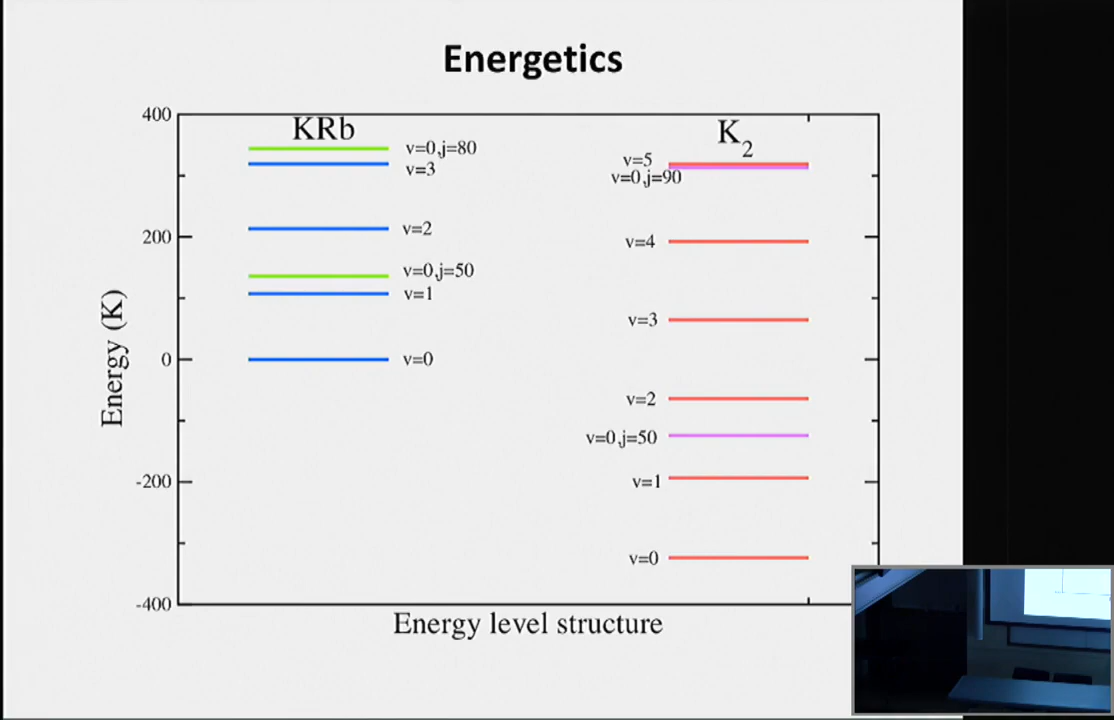 Energetics
400
200
0
-200
-400
Energy (K)
KRb
v=0,j=80
v=3
v=2
v=0,j=50
v=1
v=0
K2
v=5
v=0,j=90
v=4
v=3
v=2
v=0,j=50
v=1
v=0
Energy level structure